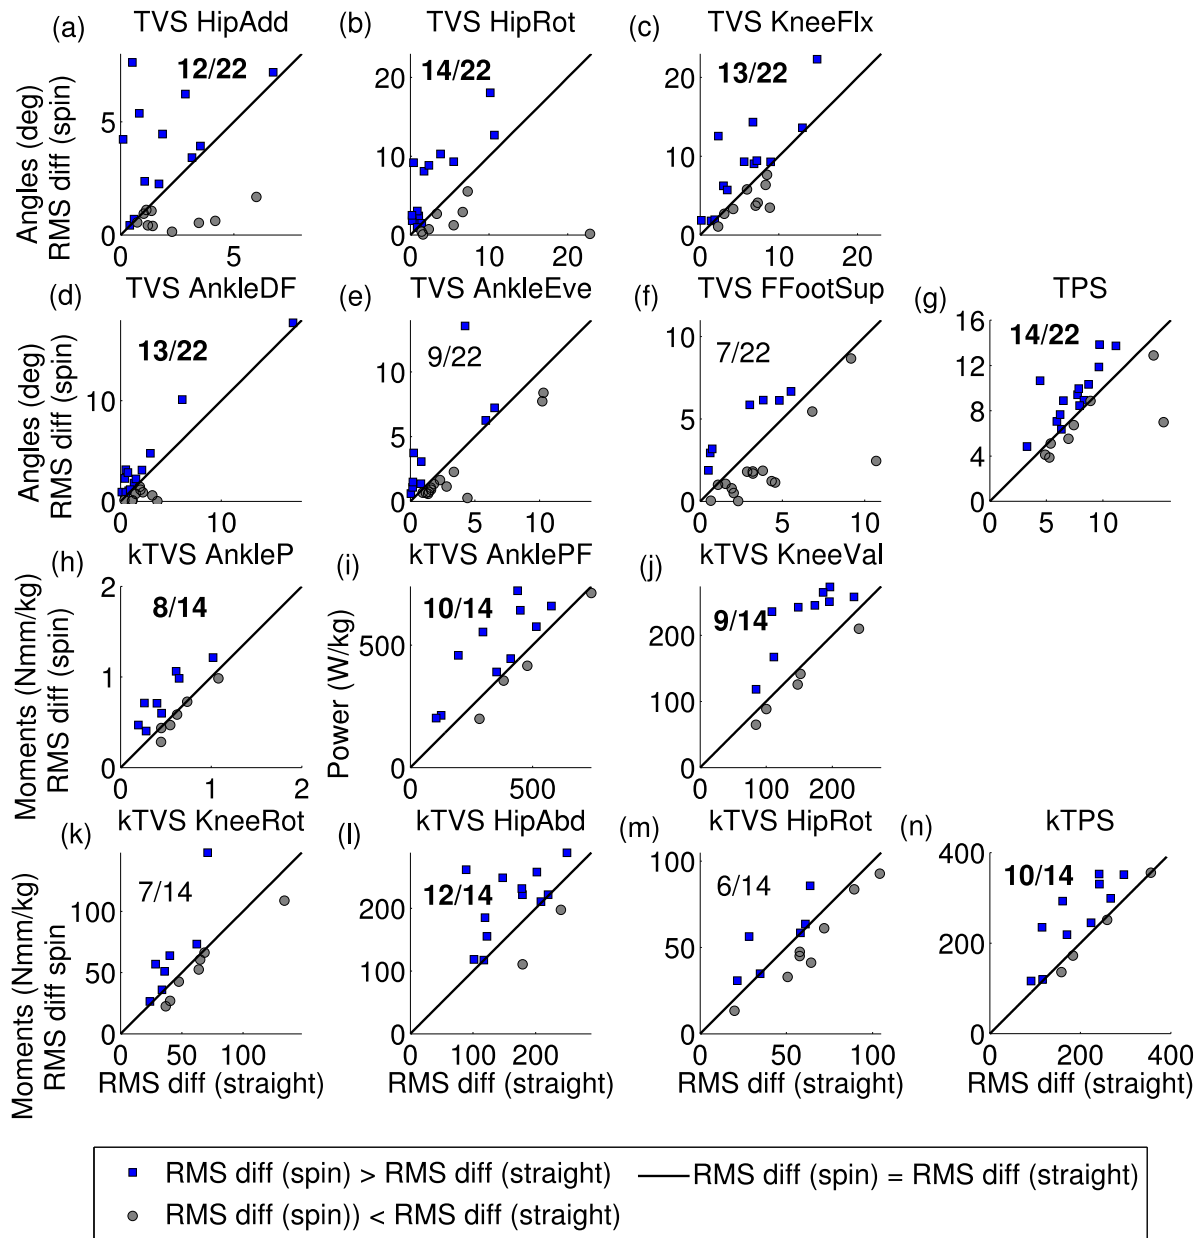 (a) TVS HipAdd
(b) TVS HipRot
(c) TVS KneeFlx
Angles (deg)
RMS diff (spin)
12/22
5
0
0 5
14/22
20
10
0
0 10 20
13/22
20
10
0
0 10 20
(d) TVS AnkleDF
(e) TVS AnkleEve
(f) TVS FFootSup
(g) TPS
Angles (deg)
RMS diff (spin)
13/22
10
0
0 10
9/22
10
5
0
0 5 10
7/22
10
5
0
0 5 10
14/22
16
12
8
4
0
0 5 10
(h) kTVS AnkleP
(i) kTVS AnklePF
(j) kTVS KneeVal
Moments (Nmm/kg)
RMS diff (spin)
8/14
2
1
0
0 1 2
Power (W/kg)
10/14
500
0
0 500
9/14
200
100
0
0 100 200
(k) kTVS KneeRot
(l) kTVS HipAbd
(m) kTVS HipRot
(n) kTPS
Moments (Nmm/kg)
RMS diff spin
7/14
100
50
0
0 50 100
RMS diff (straight)
12/14
200
100
0
0 100 200
RMS diff (straight)
6/14
100
50
0
0 50 100
RMS diff (straight)
10/14
400
200
0
0 200 400
RMS diff (straight)
RMS diff (spin) > RMS diff (straight)
RMS diff (spin) = RMS diff (straight)
RMS diff (spin)) < RMS diff (straight)